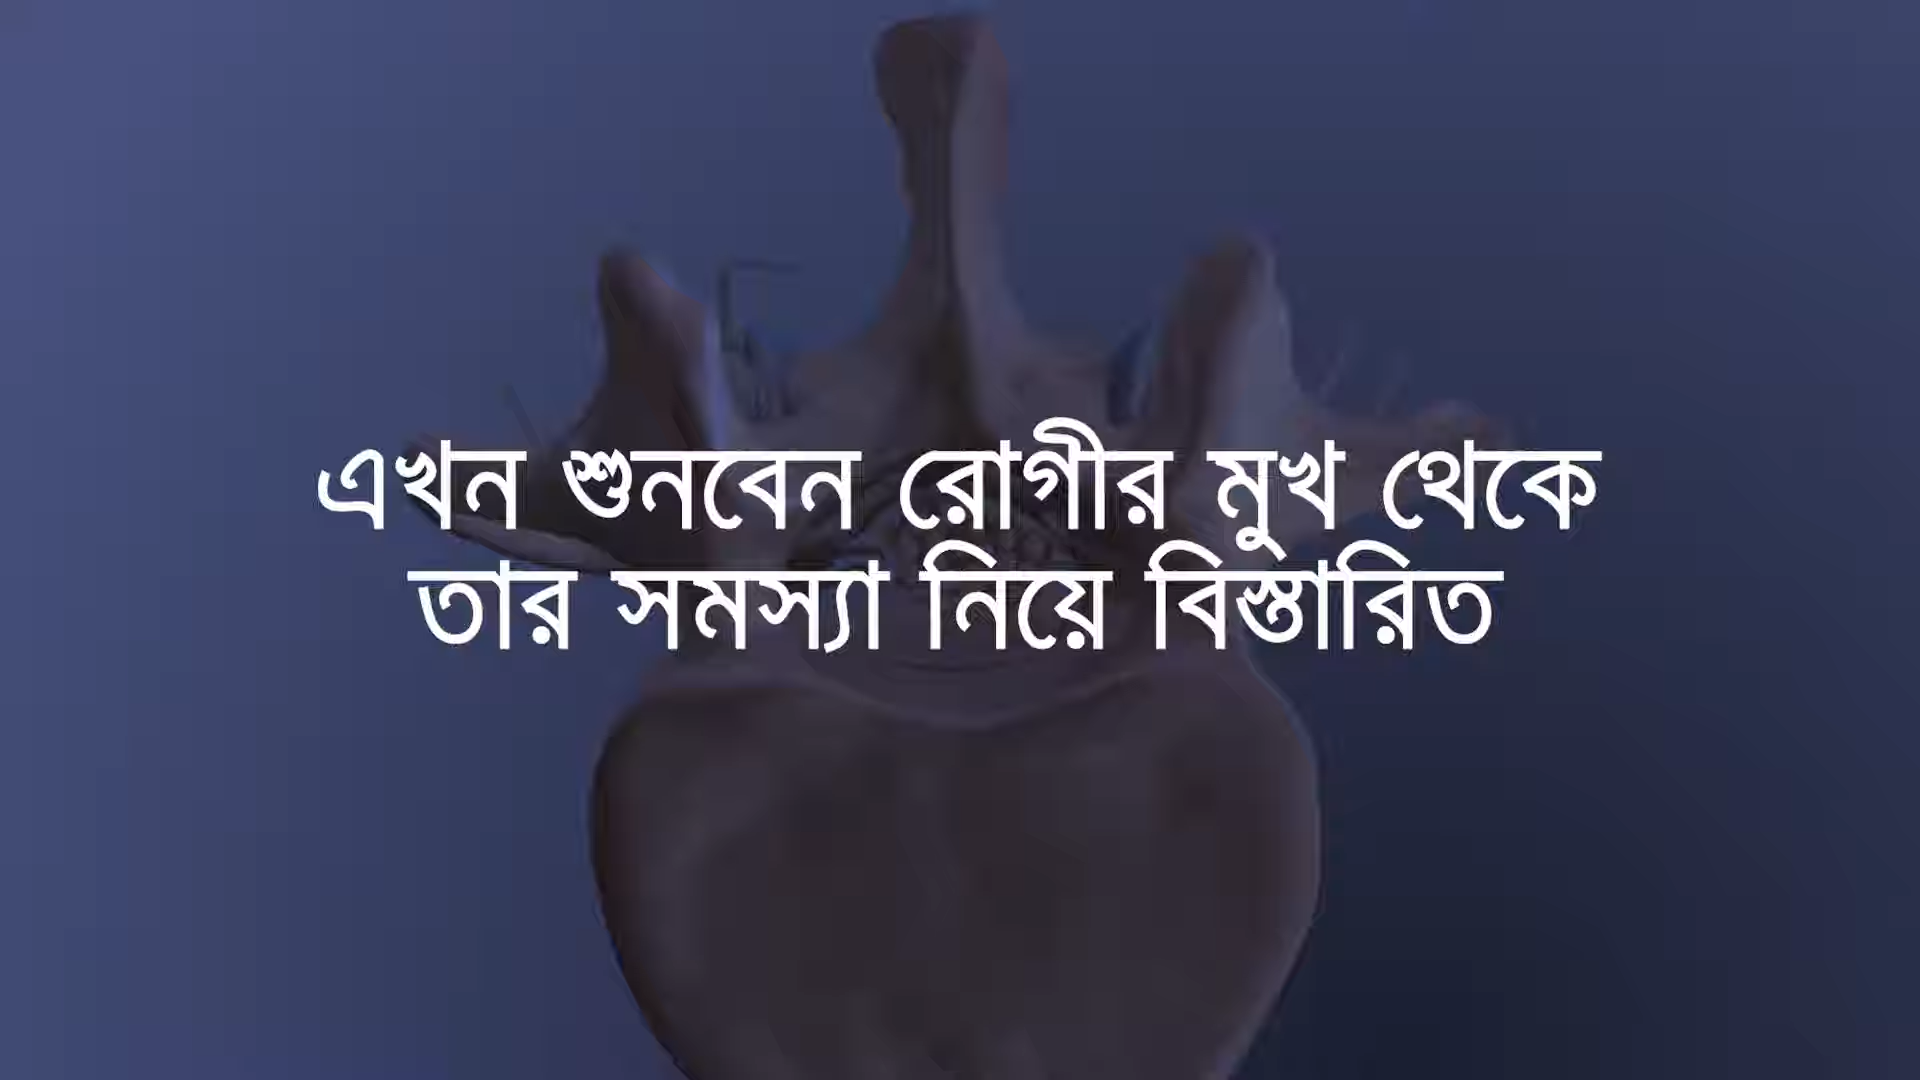 এখন শুনবেন রোগীর মুখ থেকে
তার সমস্যা নিয়ে বিস্তারিত